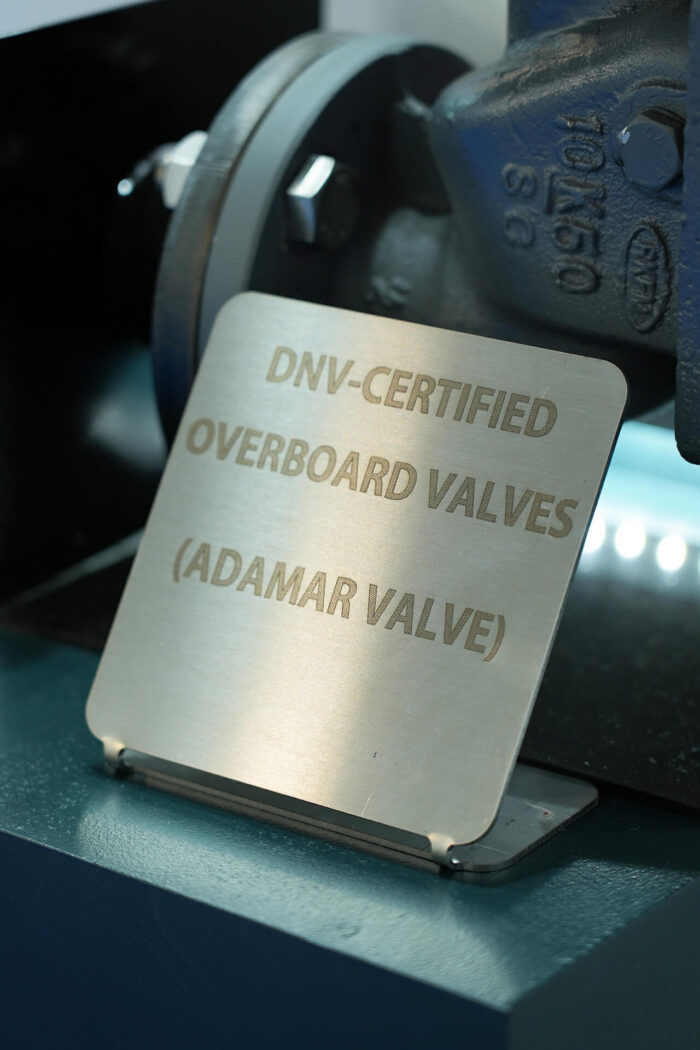 DNV-CERTIFIED
OVERBOARD VALVES
(ADAMAR VALVE)
10K50
SC